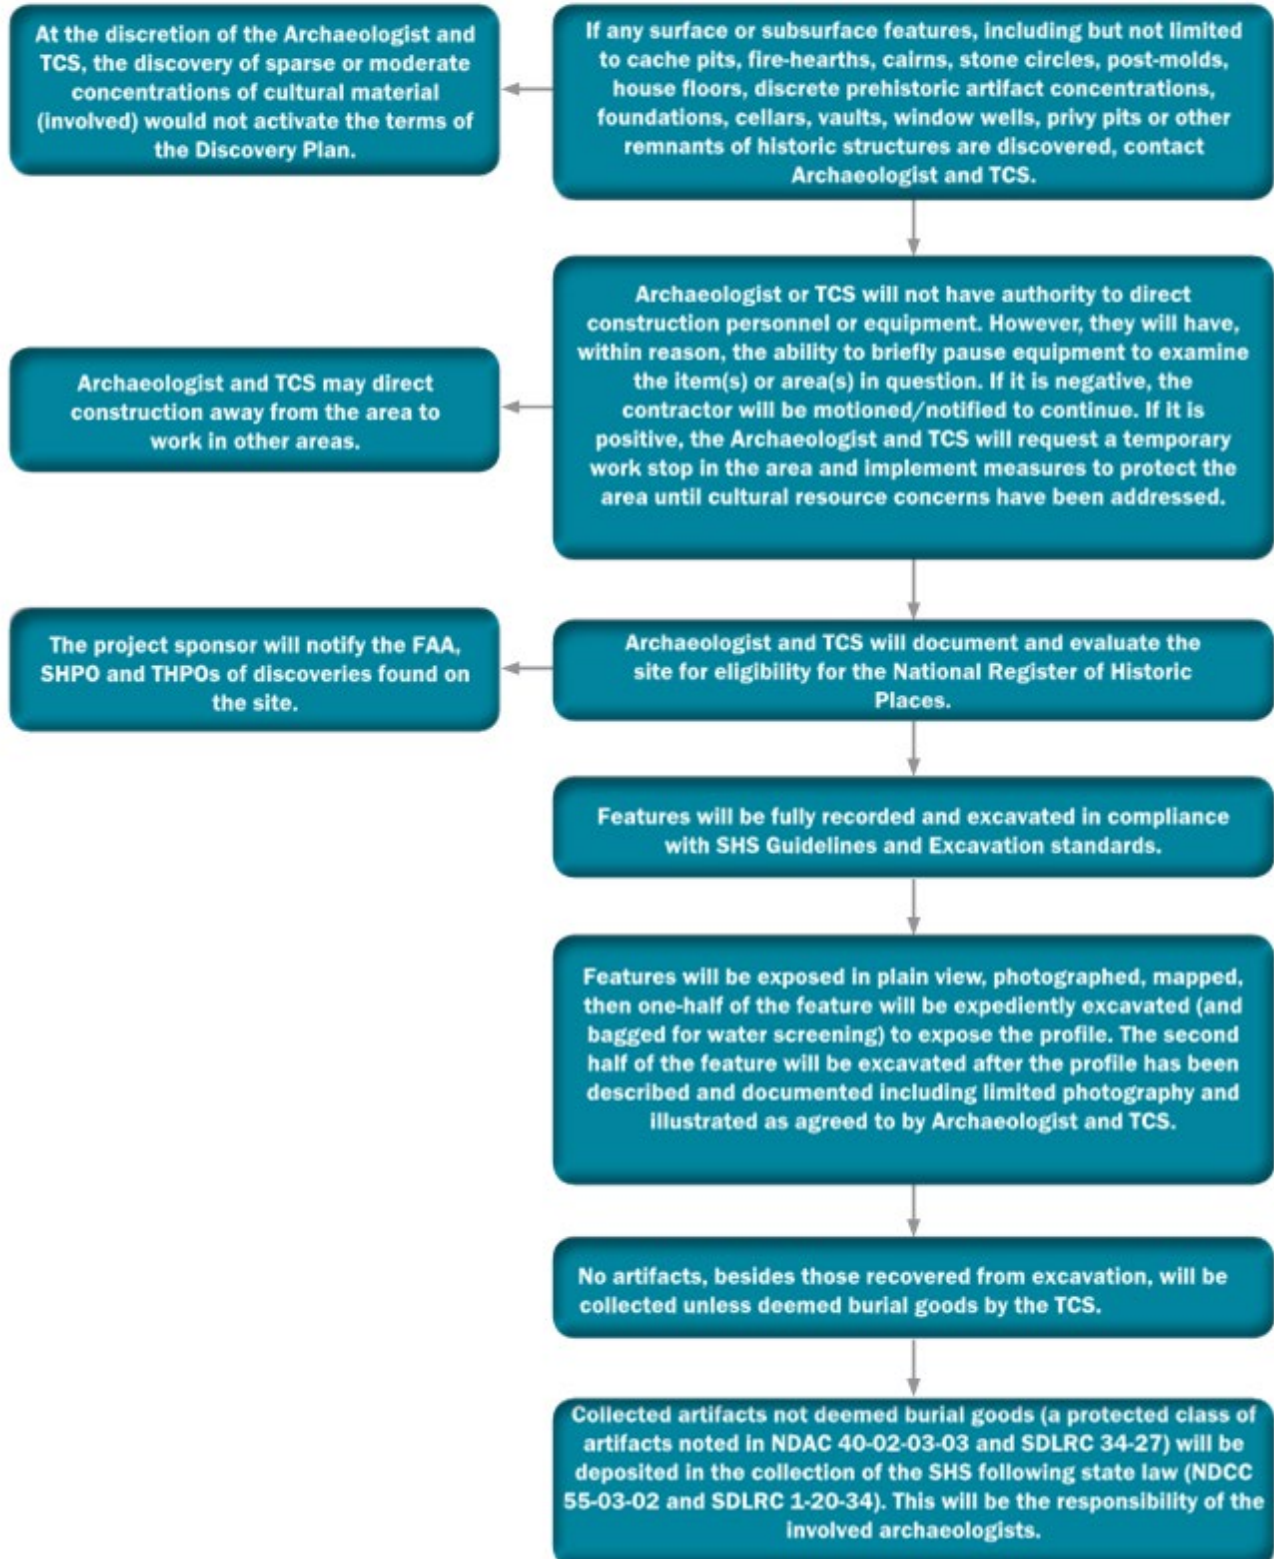 At the discretion of the Archaeologist and
TCS, the discovery of sparse or moderate
concentrations of cultural material
(involved) would not activate the terms of
the Discovery Plan.
If any surface or subsurface features, including but not limited
to cache pits, fire-hearths, cairns, stone circles, post-molds,
house floors, discrete prehistoric artifact concentrations,
foundations, cellars, vaults, window wells, privy pits or other
remnants of historic structures are discovered, contact
Archaeologist and TCS.
Archaeologist or TCS will not have authority to direct
construction personnel or equipment. However, they will have,
within reason, the ability to briefly pause equipment to examine
the item(s) or area(s) in question. If it is negative, the
contractor will be motioned/notified to continue. If it is
positive, the Archaeologist and TCS will request a temporary
work stop in the area and implement measures to protect the
area until cultural resource concerns have been addressed.
Archaeologist and TCS may direct
construction away from the area to
work in other areas.
The project sponsor will notify the FAA,
SHPO and THPOs of discoveries found on
the site.
Archaeologist and TCS will document and evaluate the
site for eligibility for the National Register of Historic
Places.
Features will be fully recorded and excavated in compliance
with SHS Guidelines and Excavation standards.
Features will be exposed in plain view, photographed, mapped,
then one-half of the feature will be expediently excavated (and
bagged for water screening) to expose the profile. The second
half of the feature will be excavated after the profile has been
described and documented including limited photography and
illustrated as agreed to by Archaeologist and TCS.
No artifacts, besides those recovered from excavation, will be
collected unless deemed burial goods by the TCS.
Collected artifacts not deemed burial goods (a protected class of
artifacts noted in NDAC 40-02-03-03 and SDLRC 34-27) will be
deposited in the collection of the SHS following state law (NDCC
55-03-02 and SDLRC 1-20-34). This will be the responsibility of the
involved archaeologists.